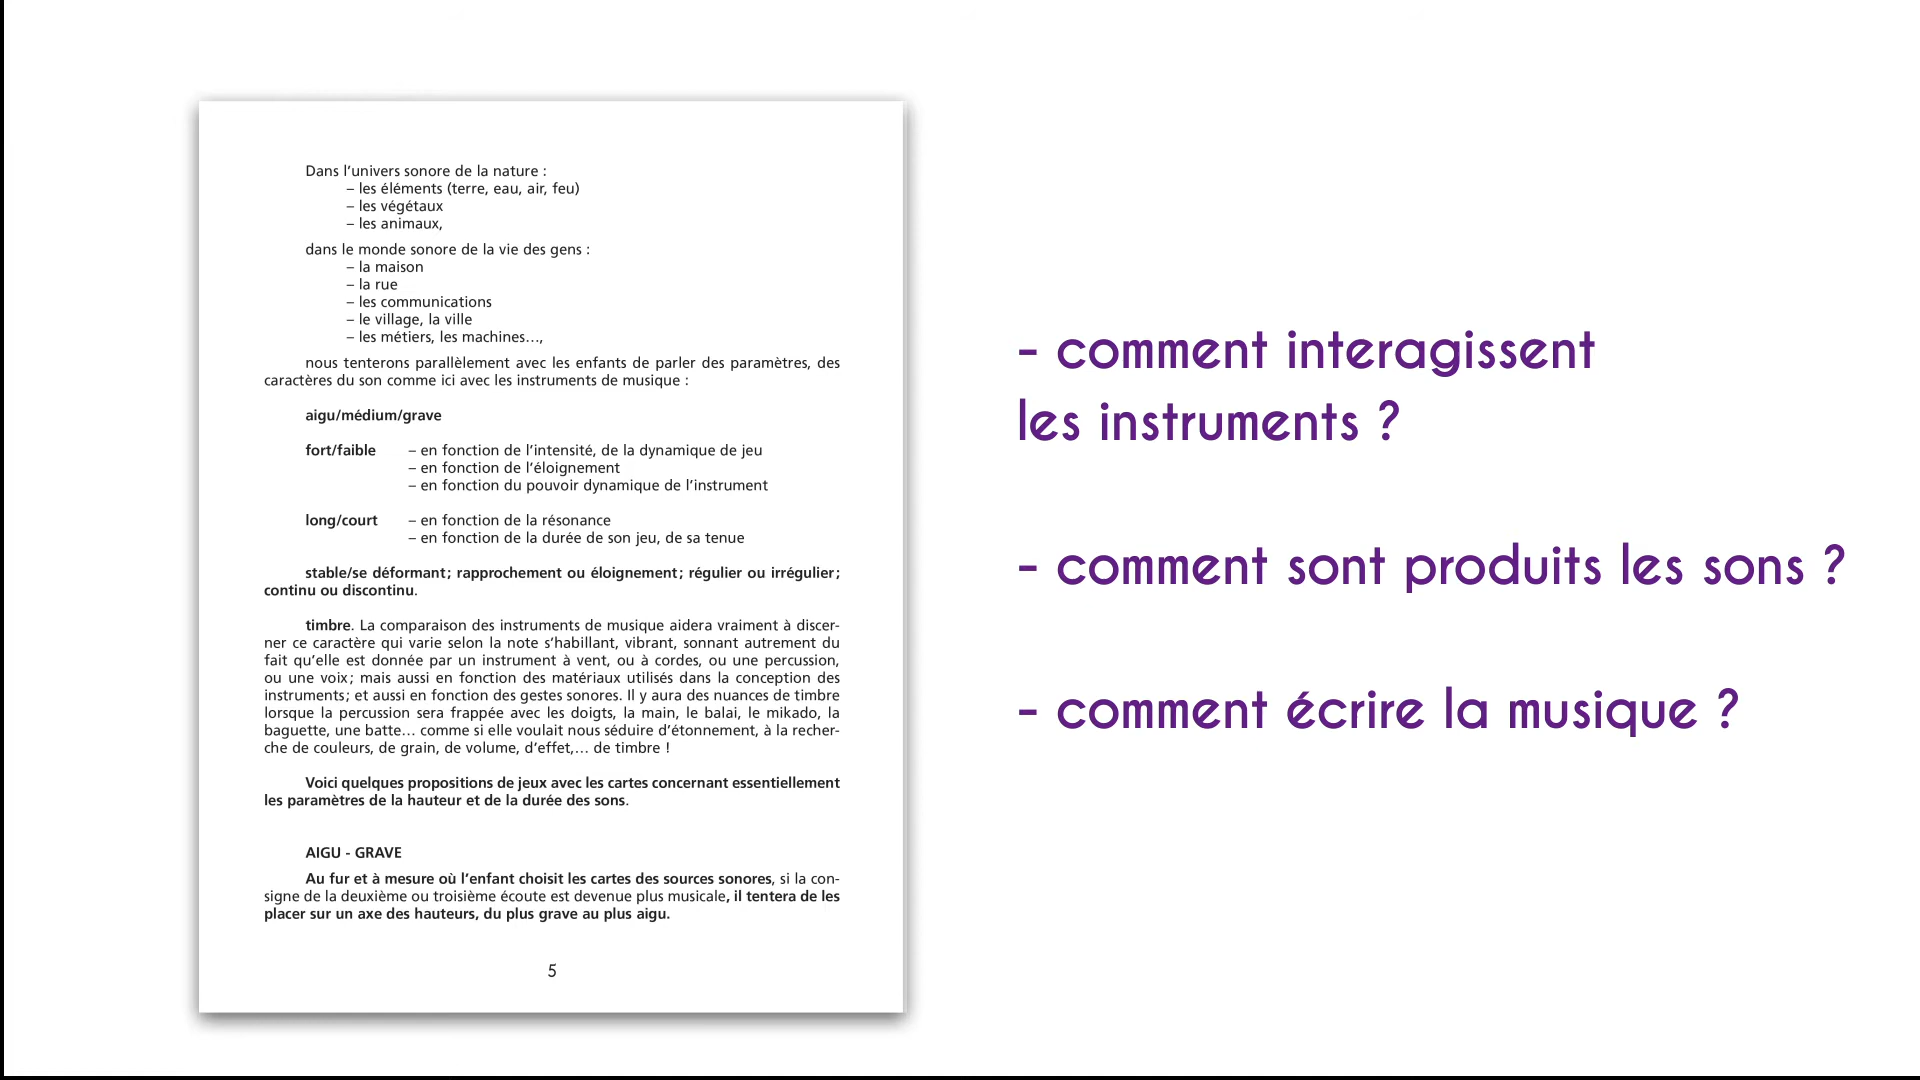 Dans l’univers sonore de la nature :
– les éléments (terre, eau, air, feu)
– les végétaux
– les animaux,
dans le monde sonore de la vie des gens :
– la maison
– la rue
– les communications
– le village, la ville
– les métiers, les machines…,
nous tenterons parallèlement avec les enfants de parler des paramètres, des
caractères du son comme ici avec les instruments de musique :
aigu/médium/grave
fort/faible – en fonction de l’intensité, de la dynamique de jeu
– en fonction de l’éloignement
– en fonction du pouvoir dynamique de l’instrument
long/court – en fonction de la résonance
– en fonction de la durée de son jeu, de sa tenue
stable/se déformant ; rapprochement ou éloignement ; régulier ou irrégulier ;
continu ou discontinu.
timbre. La comparaison des instruments de musique aidera vraiment à discer-
ner ce caractère qui varie selon la note s’habillant, vibrant, sonnant autrement du
fait qu’elle est donnée par un instrument à vent, ou à cordes, ou une percussion,
ou une voix ; mais aussi en fonction des matériaux utilisés dans la conception des
instruments ; et aussi en fonction des gestes sonores. Il y aura des nuances de timbre
lorsque la percussion sera frappée avec les doigts, la main, le balai, le mikado, la
baguette, une batte… comme si elle voulait nous séduire d’étonnement, à la recher-
che de couleurs, de grain, de volume, d’effet,… de timbre !
Voici quelques propositions de jeux avec les cartes concernant essentiellement
les paramètres de la hauteur et de la durée des sons.
AIGU - GRAVE
Au fur et à mesure où l’enfant choisit les cartes des sources sonores, si la con-
signe de la deuxième ou troisième écoute est devenue plus musicale, il tentera de les
placer sur un axe des hauteurs, du plus grave au plus aigu.
5
- comment interagissent
les instruments ?
- comment sont produits les sons ?
- comment écrire la musique ?